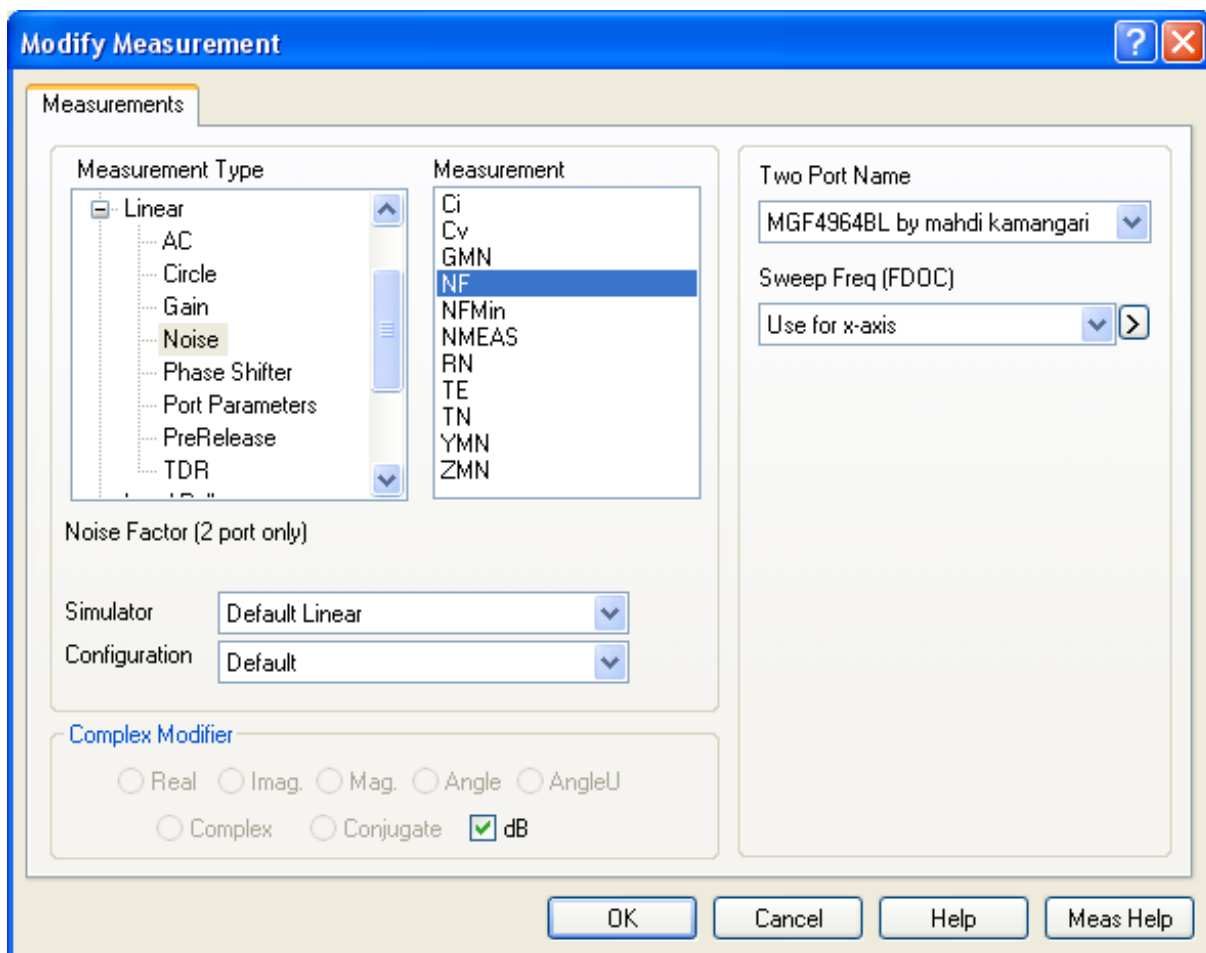 Modify Measurement
Measurements
Measurement Type
Linear
AC
Circle
Gain
Noise
Phase Shifter
Port Parameters
PreRelease
TDR
Measurement
Ci
Cv
GMN
NF
NFMin
NMEAS
RN
TE
TN
YMN
ZMN
Noise Factor (2 port only)
Simulator
Default Linear
Configuration
Default
Complex Modifier
Real Imag. Mag. Angle AngleU
Complex Conjugate dB
Two Port Name
MGF4964BL by mahdi kamangari
Sweep Freq (FDOC)
Use for x-axis
>
OK Cancel Help Meas Help